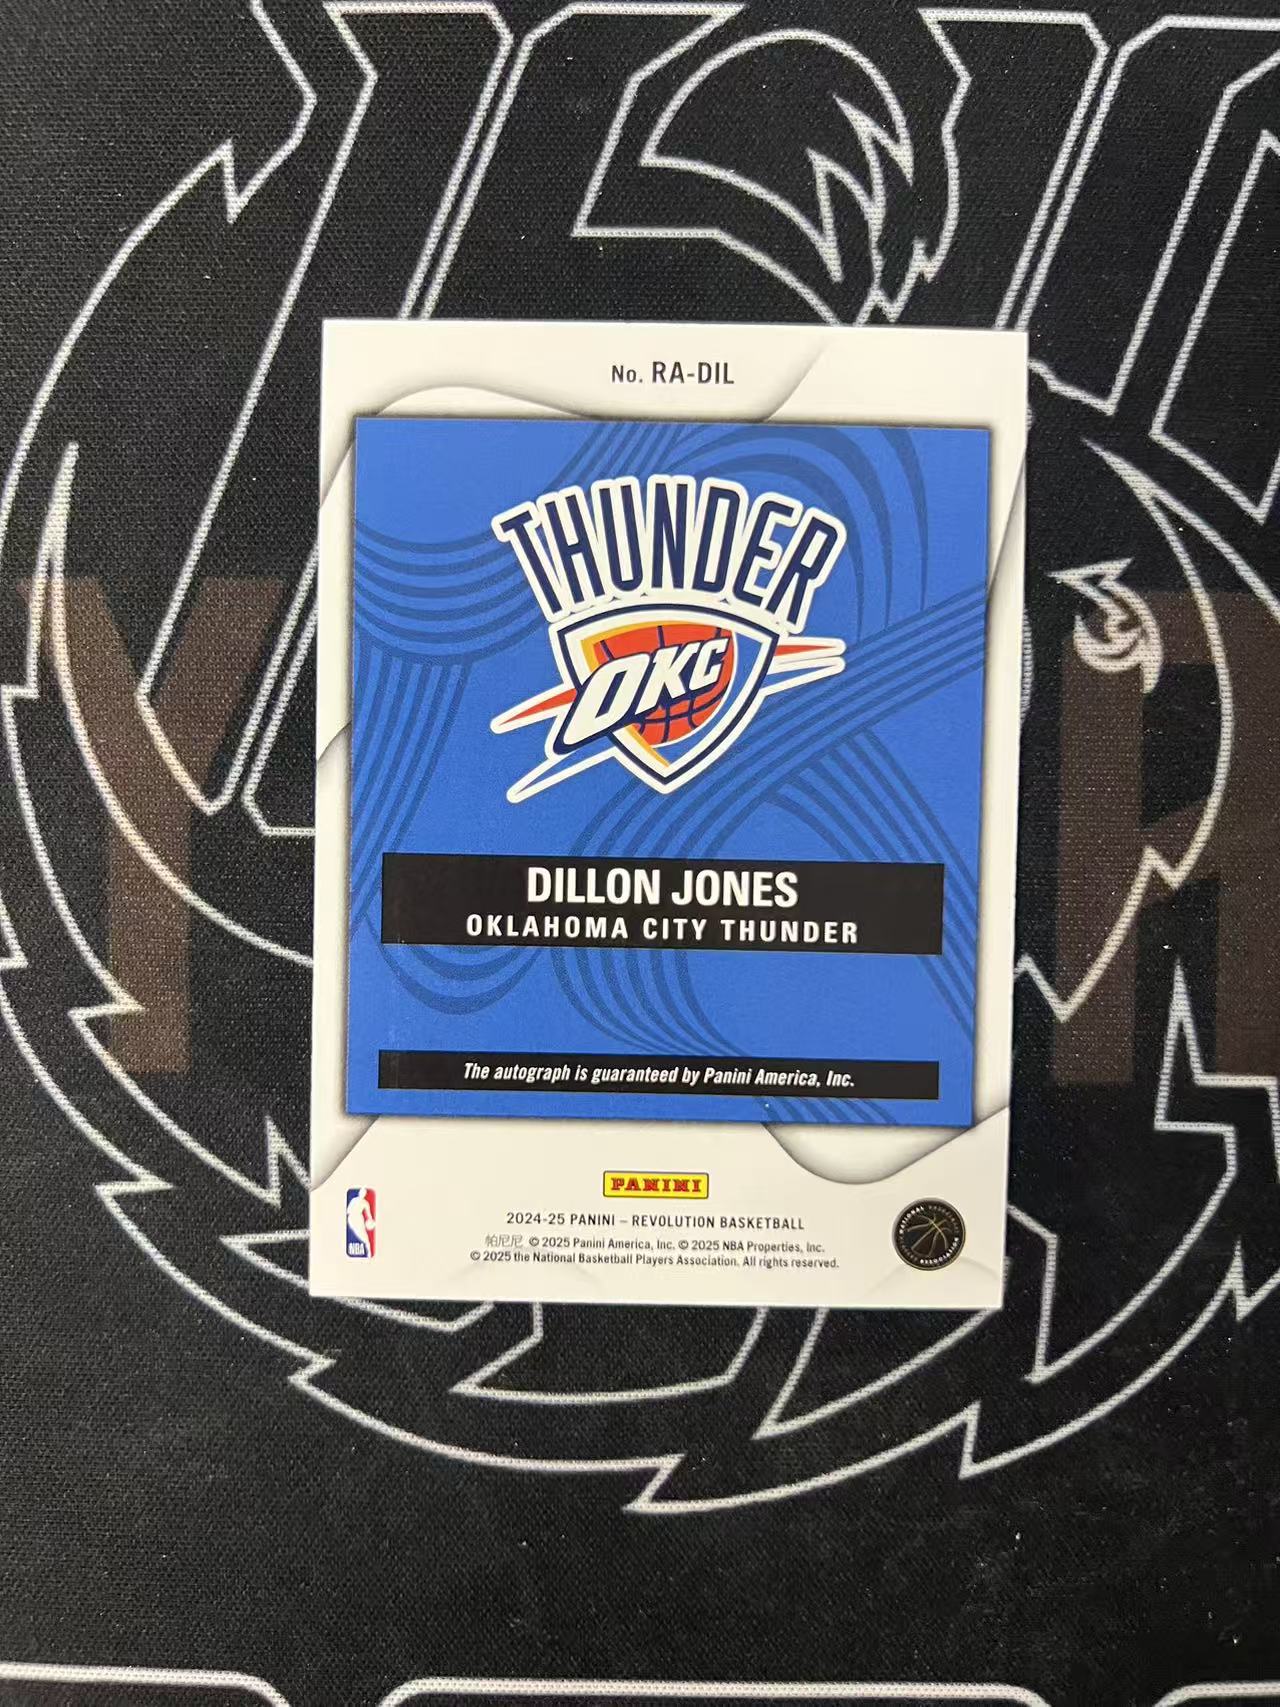 No. RA-DIL
THUNDER
OKC
DILLON JONES
OKLAHOMA CITY THUNDER
The autograph is guaranteed by Panini America, Inc.
PANINI
2024-25 PANINI – REVOLUTION BASKETBALL
帕尼尼 © 2025 Panini America, Inc. © 2025 NBA Properties, Inc.
© 2025 the National Basketball Players Association. All rights reserved.
NBA